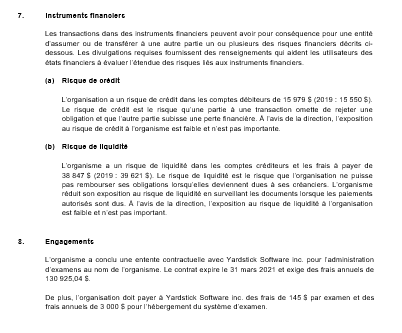 7. Instruments financiers
Les transactions dans des instruments financiers peuvent avoir pour conséquence pour une entité
d'assumer ou de transférer à une autre partie un ou plusieurs des risques financiers décrits ci-
dessous. Les divulgations requises fournissent des renseignements qui aident les utilisateurs des
états financiers à évaluer l'étendue des risques liés aux instruments financiers.
(a) Risque de crédit
L'organisation a un risque de crédit dans les comptes débiteurs de 15 979 $ (2019 : 15 550 $).
Le risque de crédit est le risque qu'une partie à une transaction omette de rejeter une
obligation et que l'autre partie subisse une perte financière. À l'avis de la direction, l'exposition
au risque de crédit à l'organisme est faible et n'est pas importante.
(b) Risque de liquidité
L'organisme a un risque de liquidité dans les comptes créditeurs et les frais à payer de
38 847 $ (2019 : 39 621 $). Le risque de liquidité est le risque que l'organisation ne puisse
pas rembourser ses obligations lorsqu'elles deviennent dues à ses créanciers. L'organisme
réduit son exposition au risque de liquidité en surveillant les documents lorsque les paiements
autorisés sont dus. À l'avis de la direction, l'exposition au risque de liquidité à l'organisation
est faible et n'est pas important.
8. Engagements
L'organisme a conclu une entente contractuelle avec Yardstick Software inc. pour l'administration
d'examens au nom de l'organisme. Le contrat expire le 31 mars 2021 et exige des frais annuels de
130 925,04 $.
De plus, l'organisation doit payer à Yardstick Software inc. des frais de 145 $ par examen et des
frais annuels de 3 000 $ pour l'hébergement du système d'examen.